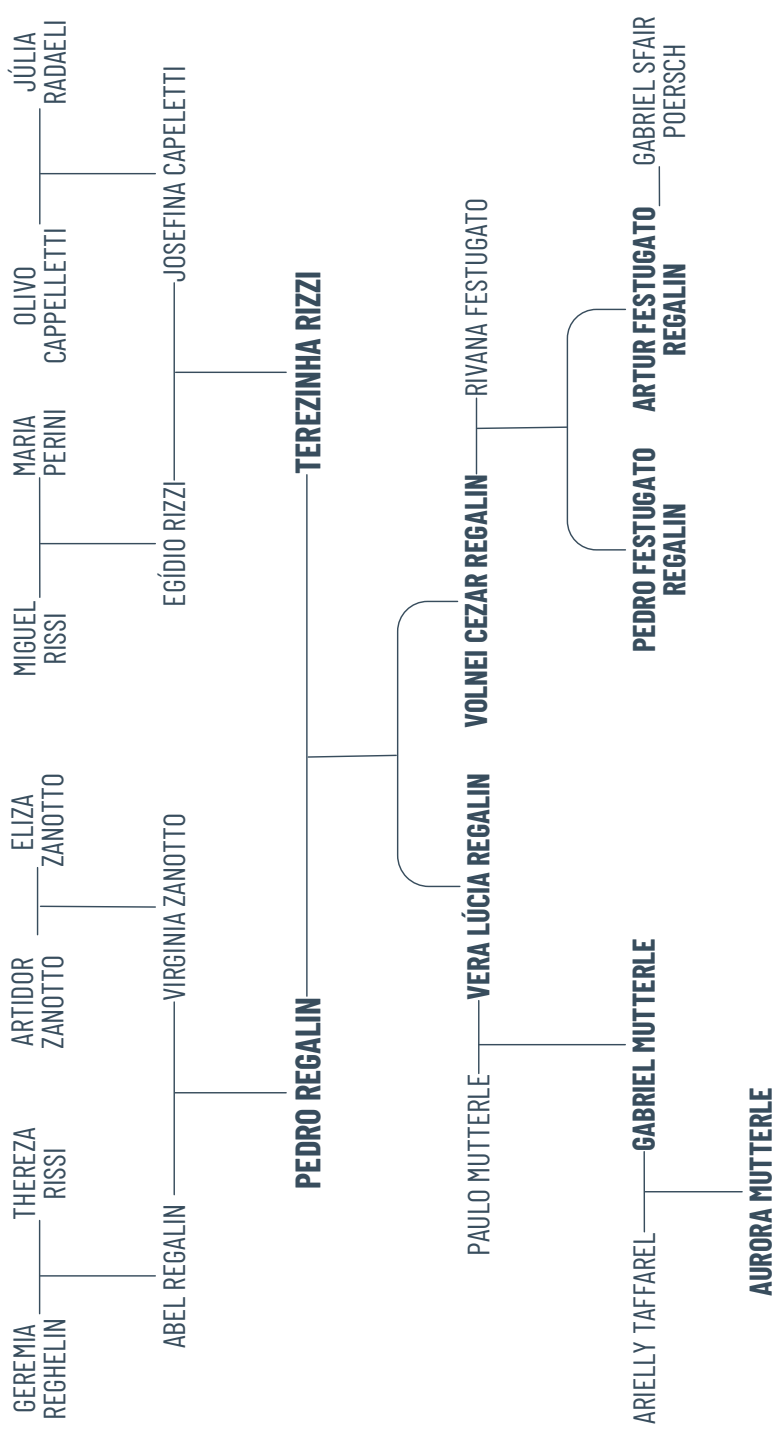 GEREMIA
REGHELIN
THEREZA
RISSI
ARTIDOR
ZANOTTO
ELIZA
ZANOTTO
MIGUEL
RISSI
MARIA
PERINI
OLIVO
CAPPELLETTI
JÚLIA
RADAELI
ABEL REGALIN
VIRGINIA ZANOTTO
EGÍDIO RIZZI
JOSEFINA CAPELETTI
PEDRO REGALIN
TEREZINHA RIZZI
PAULO MUTTERLE
VERA LÚCIA REGALIN
VOLNEI CEZAR REGALIN
RIVANA FESTUGATO
ARIELLY TAFFAREL
GABRIEL MUTTERLE
PEDRO FESTUGATO
REGALIN
ARTUR FESTUGATO
REGALIN
GABRIEL SFAIR
POERSCH
AURORA MUTTERLE